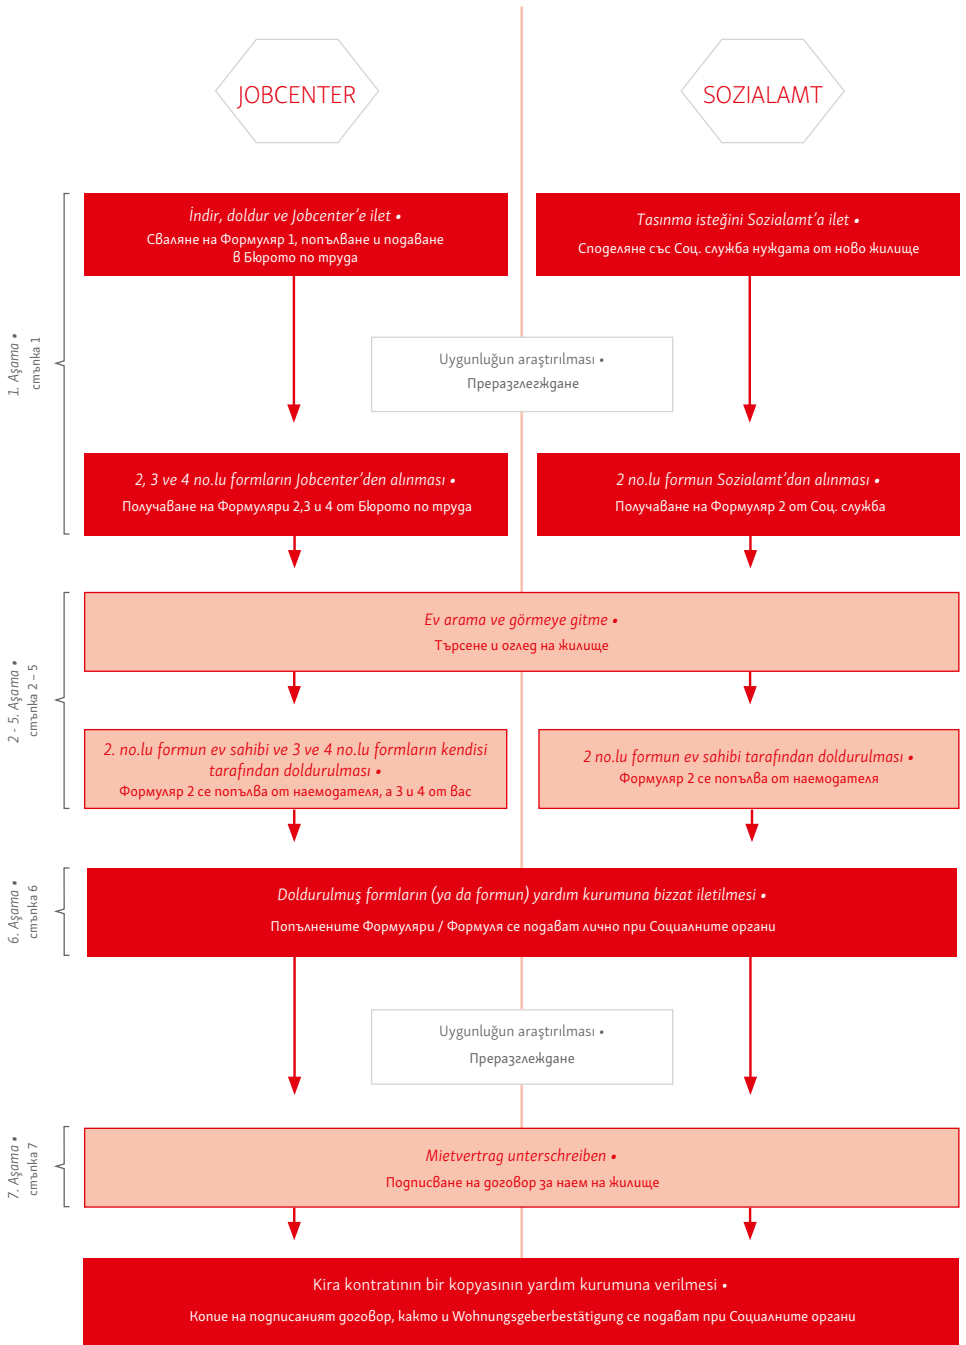 JOBCENTER
SOZIALAMT
1. Aşama •
стъпка 1
İndir, doldur ve Jobcenter’e ilet •
Сваляне на Формуляр 1, попълване и подаване
в Бюрото по труда
Tasınma isteğini Sozialamt’a ilet •
Споделяне със Соц. служба нуждата от ново жилище
Uygunluğun araştırılması •
Преразглегждане
2, 3 ve 4 no.lu formların Jobcenter’den alınması •
Получаване на Формуляри 2,3 и 4 от Бюрото по труда
2 no.lu formun Sozialamt’dan alınması •
Получаване на Формуляр 2 от Соц. служба
2 - 5. Aşama •
стъпка 2 – 5
Ev arama ve görmeye gitme •
Търсене и оглед на жилище
2. no.lu formun ev sahibi ve 3 ve 4 no.lu formların kendisi
tarafından doldurulması •
Формуляр 2 се попълва от наемодателя, а 3 и 4 от вас
2 no.lu formun ev sahibi tarafından doldurulması •
Формуляр 2 се попълва от наемодателя
6. Aşama •
стъпка 6
Doldurulmuş formların (ya da formun) yardım kurumuna bizzat iletilmesi •
Попълнените Формуляри / Формуля се подават лично при Социалните органи
Uygunluğun araştırılması •
Преразглеждане
7. Aşama •
стъпка 7
Mietvertrag unterschreiben •
Подписване на договор за наем на жилище
Kira kontratının bir kopyasının yardım kurumuna verilmesi •
Копие на подписаният договор, както и Wohnungsgeberbestätigung се подават при Социалните органи